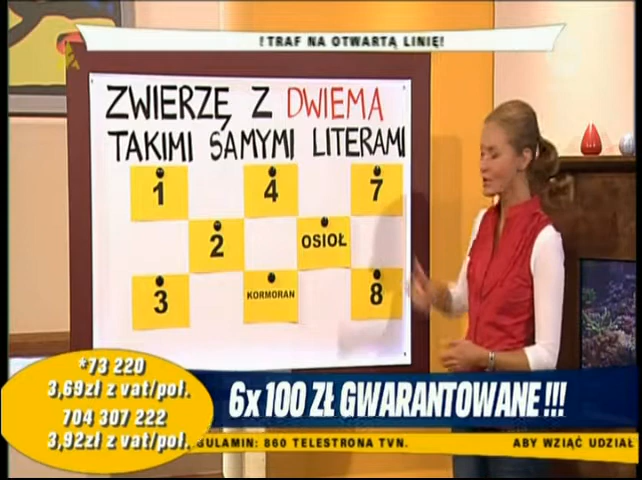 ! TRAF NA OTWARTĄ LINIĘ!
ZWIERZĘ Z DWIEMA
TAKIMI SAMYMI LITERAMI
1 4 7
2 OSIOŁ
3 KORMORAN 8
*73 220
3,69zł z vat/poł.
704 307 222
3,92zł z vat/poł.
6x 100 ZŁ GWARANTOWANE !!!
GULAMIN: 860 TELESTRONA TVN. ABY WZIĄĆ UDZIAŁ